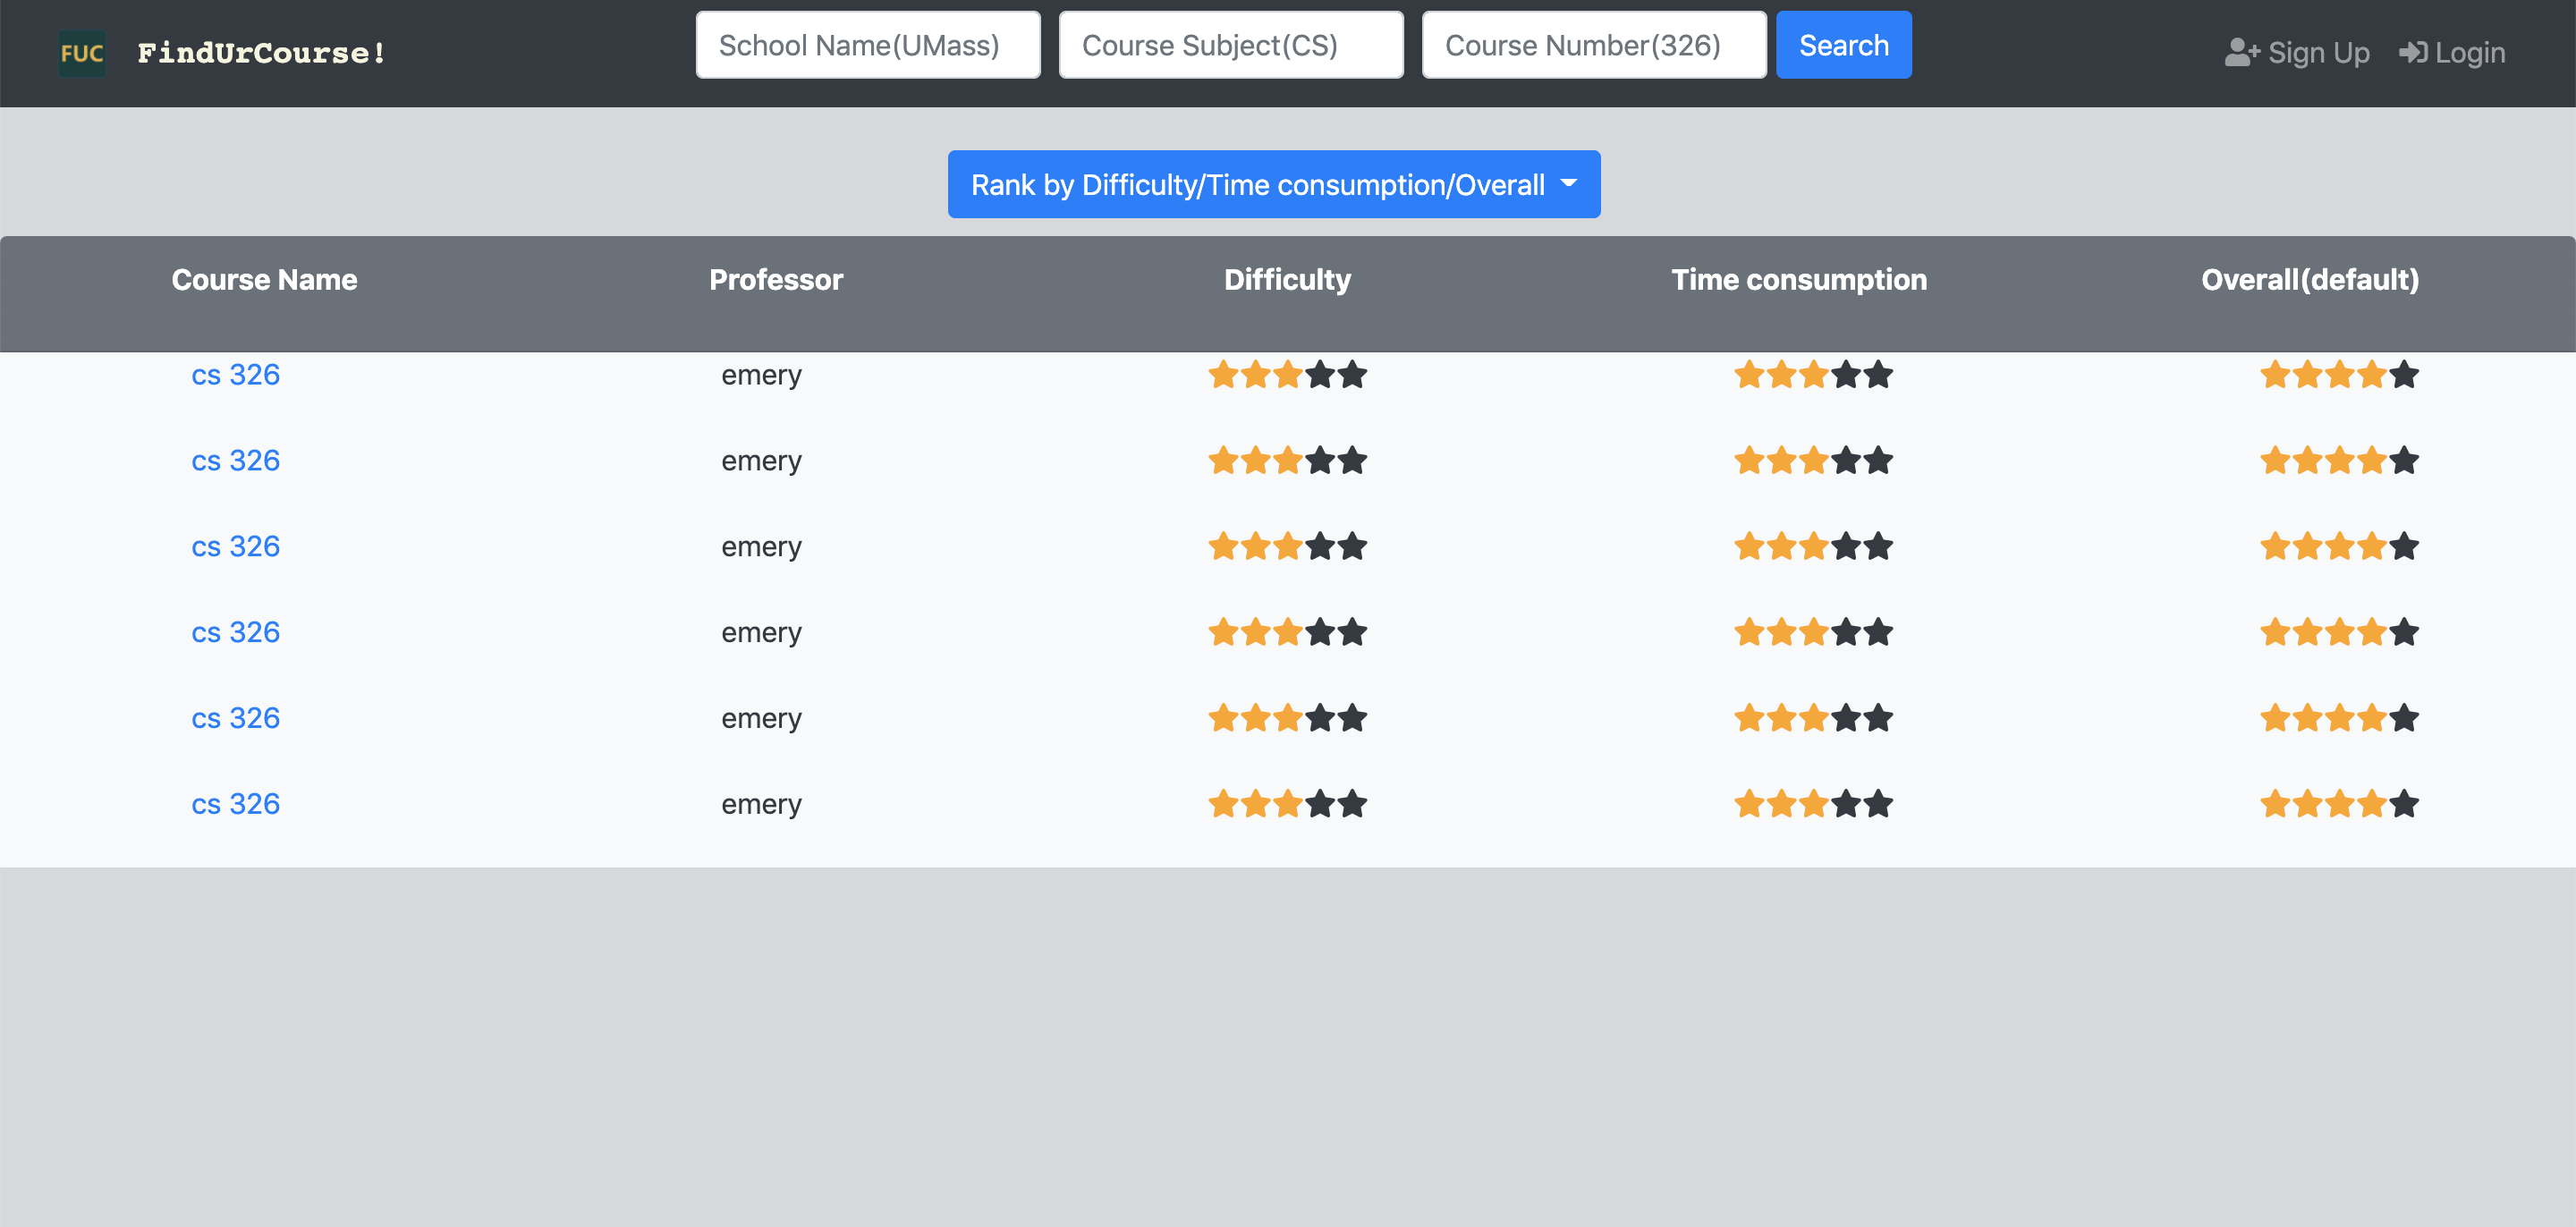 FUC FindUrCourse! School Name(UMass) Course Subject(CS) Course Number(326) Search Sign Up Login
Rank by Difficulty/Time consumption/Overall
Course Name Professor Difficulty Time consumption Overall(default)
cs 326 emery
cs 326 emery
cs 326 emery
cs 326 emery
cs 326 emery
cs 326 emery